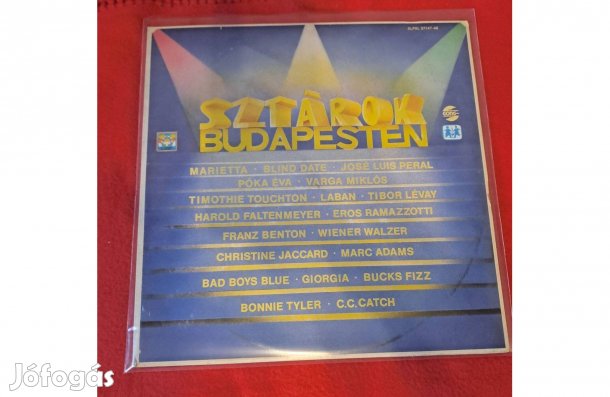 SZTÁROK
BUDAPESTEN
MARIETTA · BLIND DATE · JOSÉ LUIS PERAL
PÓKA ÉVA · VARGA MIKLÓS
TIMOTHIE TOUCHTON · LABAN · TIBOR LÉVAY
HAROLD FALTENMEYER · EROS RAMAZZOTTI
FRANZ BENTON · WIENER WALZER
CHRISTINE JACCARD · MARC ADAMS
BAD BOYS BLUE · GIORGIA · BUCKS FIZZ
BONNIE TYLER · C.C.CATCH
Jófogás